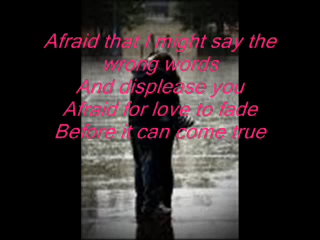 Afraid that I might say the
wrong words
And displease you
Afraid for love to fade
Before it can come true